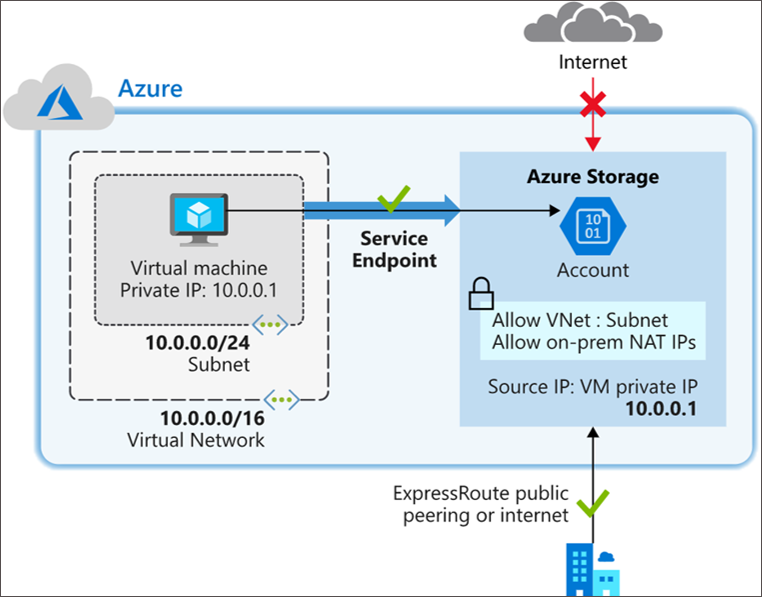 Azure
Internet
Azure Storage
10
01
Account
Service
Endpoint
Virtual machine
Private IP: 10.0.0.1
10.0.0.0/24
Subnet
10.0.0.0/16
Virtual Network
Allow VNet : Subnet
Allow on-prem NAT IPs
Source IP: VM private IP
10.0.0.1
ExpressRoute public
peering or internet